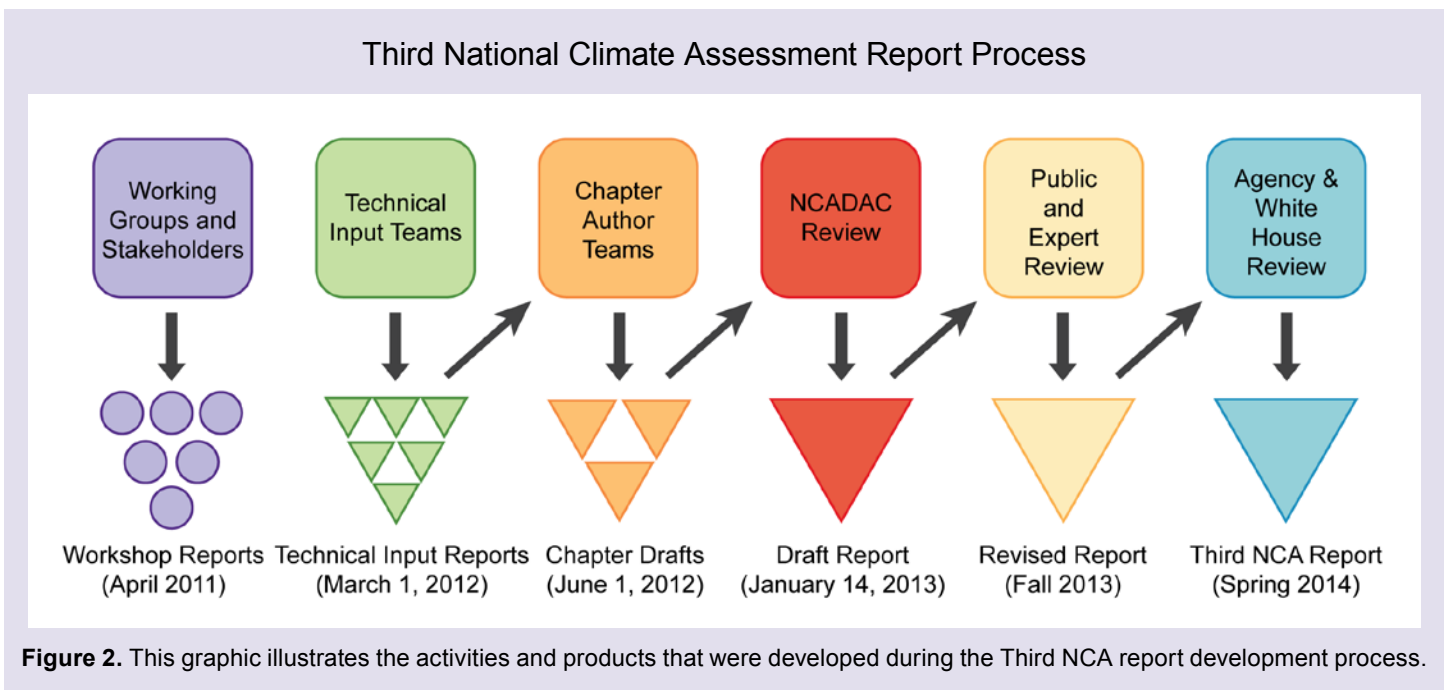 Third National Climate Assessment Report Process
Working
Groups and
Stakeholders
Technical
Input Teams
Chapter
Author
Teams
NCADAC
Review
Public
and
Expert
Review
Agency &
White
House
Review
Workshop Reports
(April 2011)
Technical Input Reports
(March 1, 2012)
Chapter Drafts
(June 1, 2012)
Draft Report
(January 14, 2013)
Revised Report
(Fall 2013)
Third NCA Report
(Spring 2014)
Figure 2. This graphic illustrates the activities and products that were developed during the Third NCA report development process.